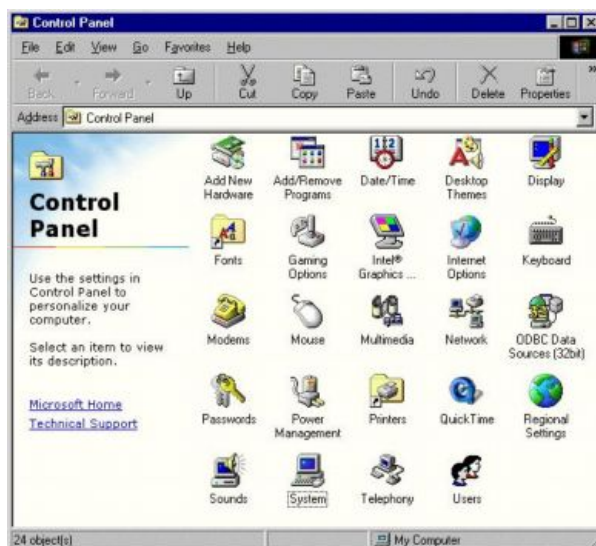 Control Panel
File Edit View Go Favorites Help
Back Forward Up Cut Copy Paste Undo Delete Properties »
Address Control Panel
Control
Panel
Use the settings in
Control Panel to
personalize your
computer.
Select an item to view
its description.
Microsoft Home
Technical Support
Add New
Hardware
Add/Remove
Programs
Date/Time
Desktop
Themes
Display
Fonts
Gaming
Options
Intel®
Graphics ...
Internet
Options
Keyboard
Modems
Mouse
Multimedia
Network
ODBC Data
Sources (32bit)
Passwords
Power
Management
Printers
QuickTime
Regional
Settings
Sounds
System
Telephony
Users
24 object(s)
My Computer